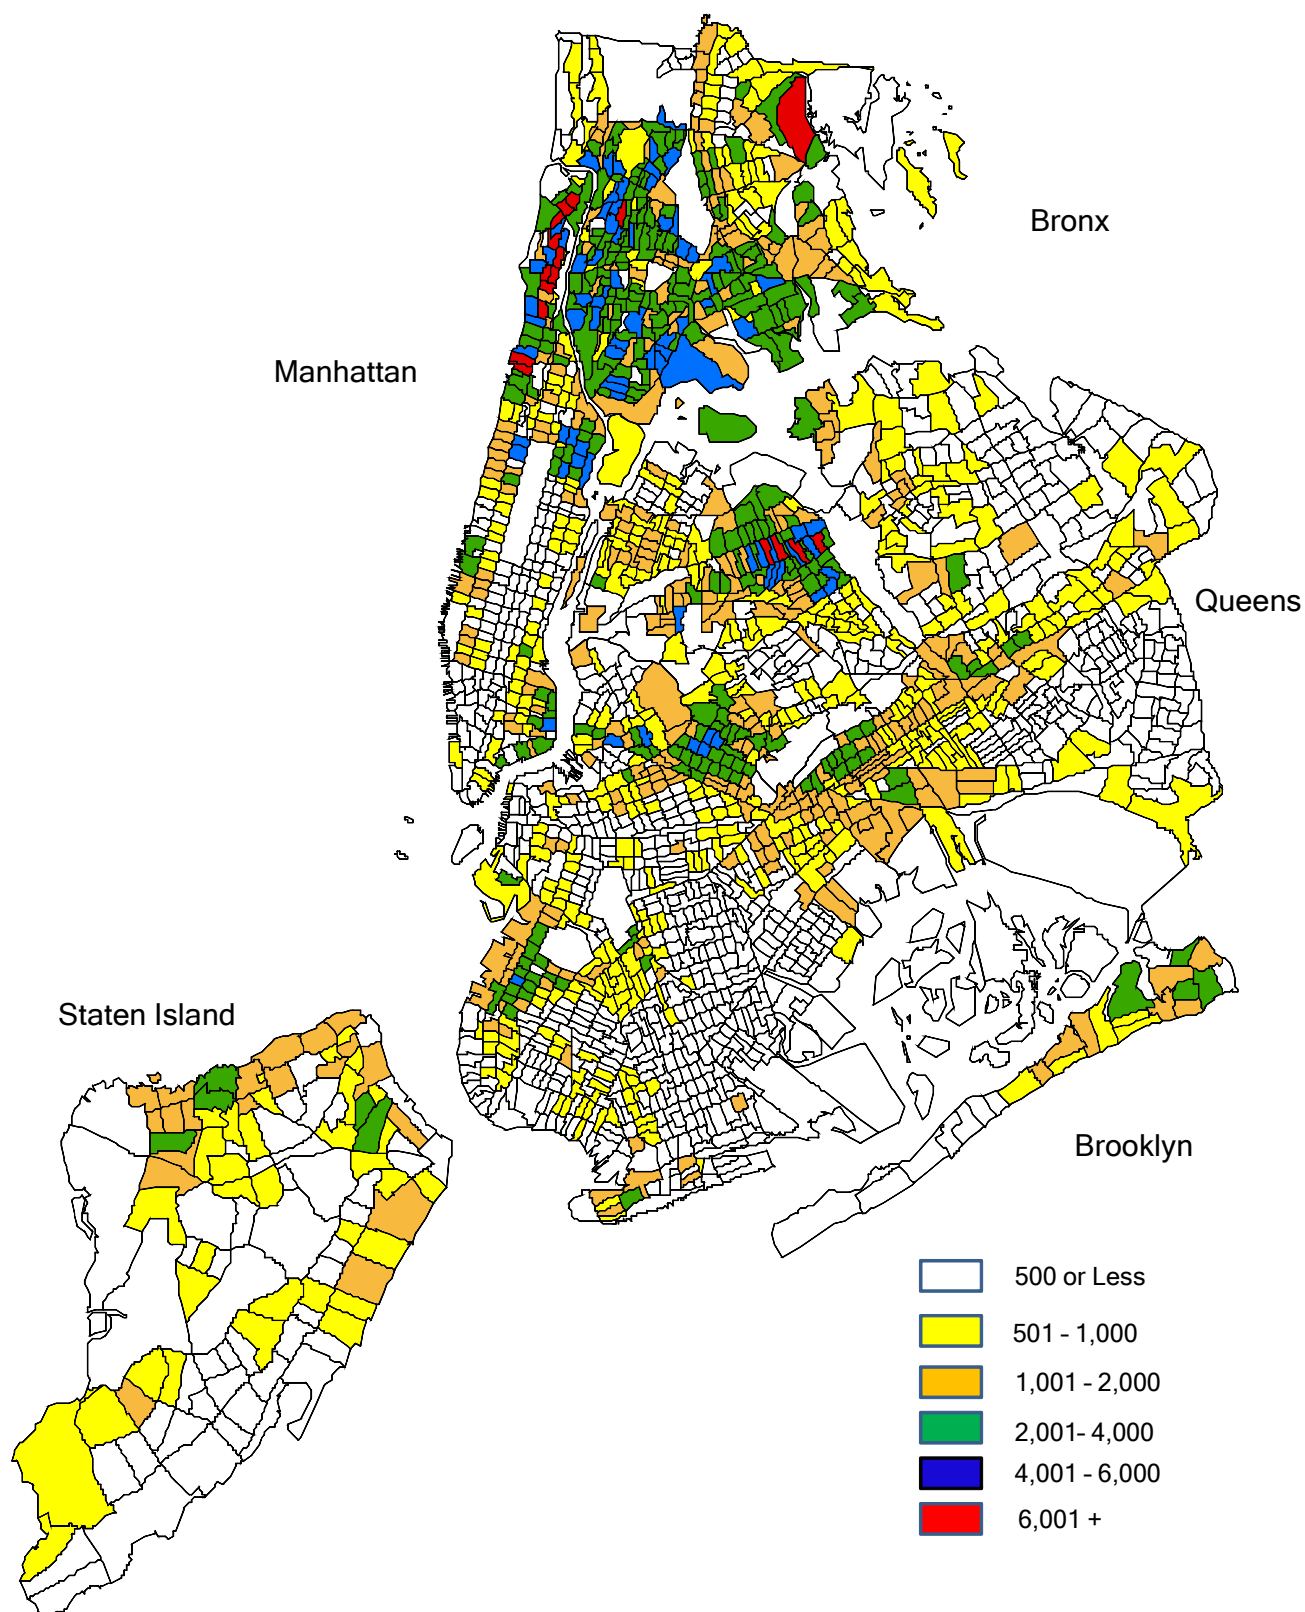 Bronx
Manhattan
Queens
Staten Island
Brooklyn
500 or Less
501 - 1,000
1,001 - 2,000
2,001- 4,000
4,001 - 6,000
6,001 +